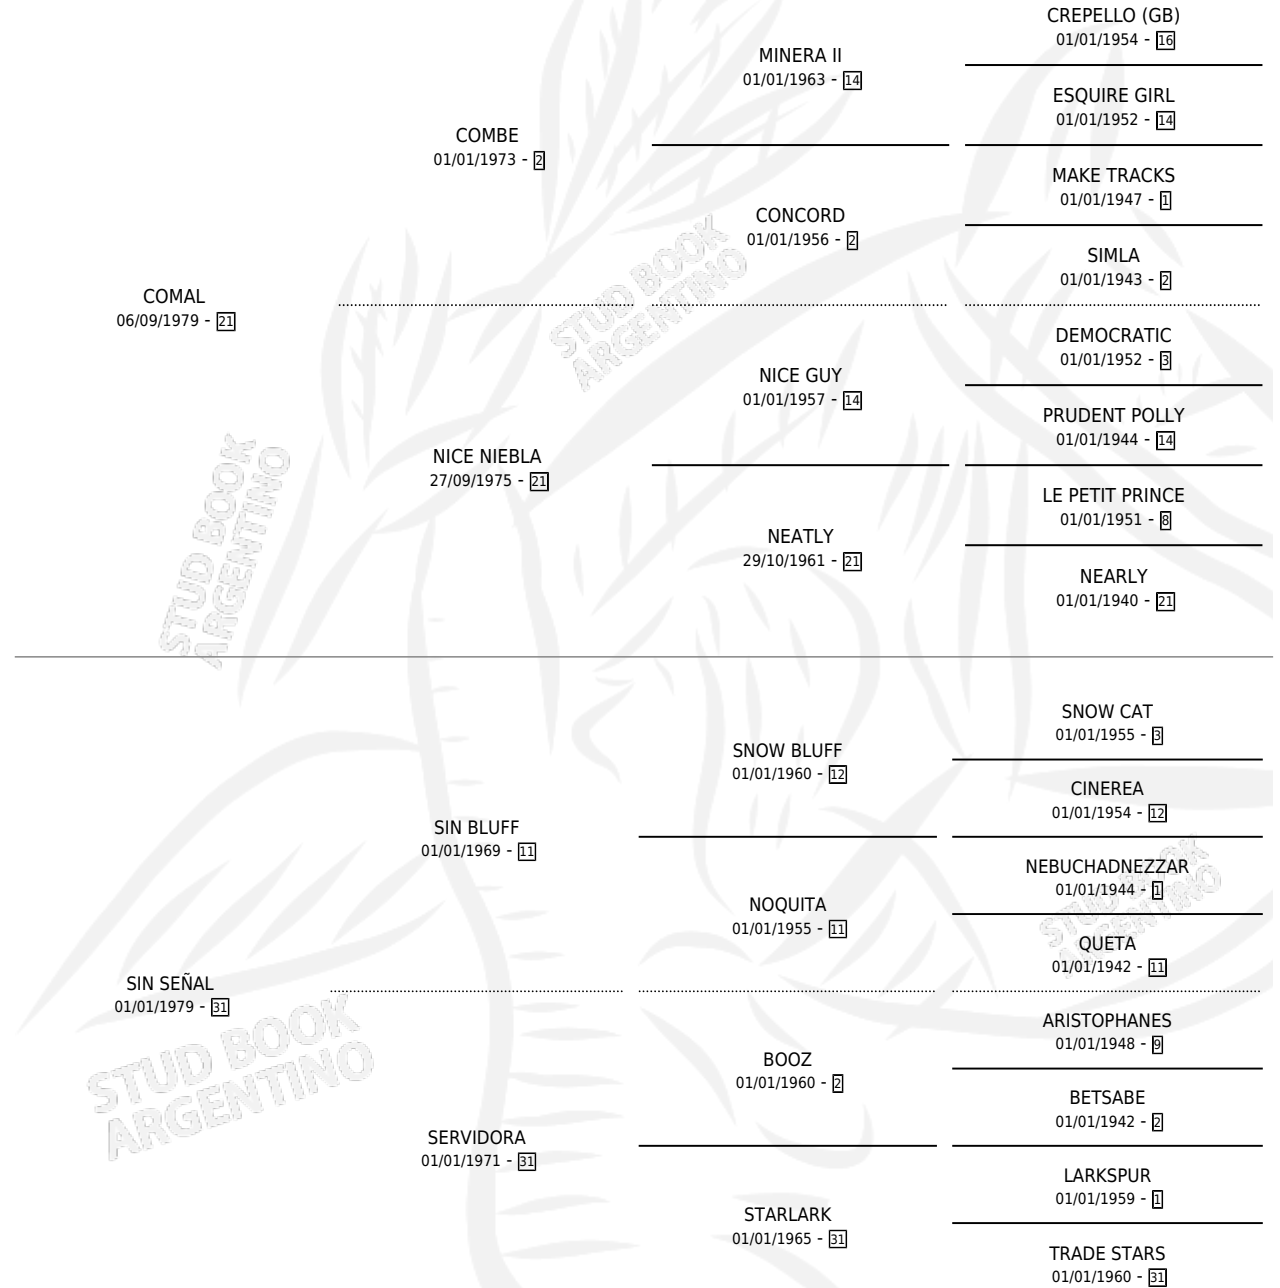 COMAL
06/09/1979 - 21
COMBE
01/01/1973 - 2
NICE NIEBLA
27/09/1975 - 21
MINERA II
01/01/1963 - 14
CONCORD
01/01/1956 - 2
NICE GUY
01/01/1957 - 14
NEATLY
29/10/1961 - 21
CREPELLO (GB)
01/01/1954 - 16
ESQUIRE GIRL
01/01/1952 - 14
MAKE TRACKS
01/01/1947 - 1
SIMLA
01/01/1943 - 2
DEMOCRATIC
01/01/1952 - 3
PRUDENT POLLY
01/01/1944 - 14
LE PETIT PRINCE
01/01/1951 - 8
NEARLY
01/01/1940 - 21
SIN SEÑAL
01/01/1979 - 31
SIN BLUFF
01/01/1969 - 11
SERVIDORA
01/01/1971 - 31
SNOW BLUFF
01/01/1960 - 12
NOQUITA
01/01/1955 - 11
BOOZ
01/01/1960 - 2
STARLARK
01/01/1965 - 31
SNOW CAT
01/01/1955 - 3
CINEREA
01/01/1954 - 12
NEBUCHADNEZZAR
01/01/1944 - 1
QUETA
01/01/1942 - 11
ARISTOPHANES
01/01/1948 - 9
BETSABE
01/01/1942 - 2
LARKSPUR
01/01/1959 - 1
TRADE STARS
01/01/1960 - 31
STUD BOOK
ARGENTINO
STUD BOOK
ARGENTINO
STUD BOOK
ARGENTINO
STUD BOOK
ARGENTINO